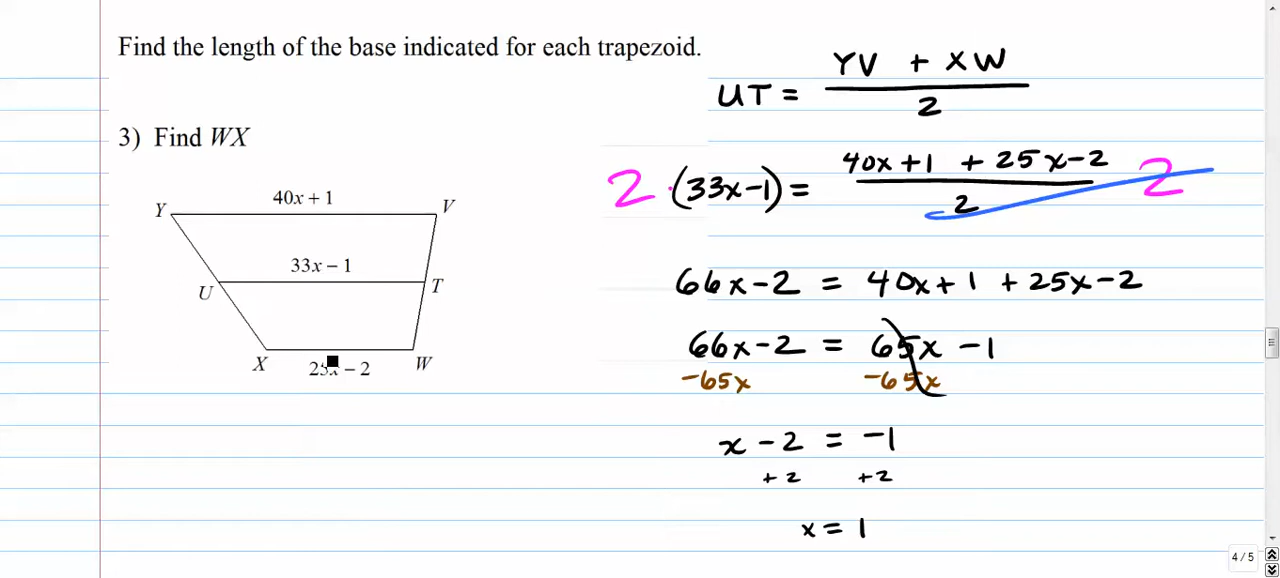 Find the length of the base indicated for each trapezoid.
UT = YV + XW / 2
3) Find WX
2 · (33x-1) = 40x+1 + 25x-2 / 2 2
40x + 1
Y V
33x − 1
U T
66x-2 = 40x+1 +25x-2
66x-2 = 65x -1
X W
25x − 2
-65x -65x
x - 2 = -1
+2 +2
x = 1
4 / 5